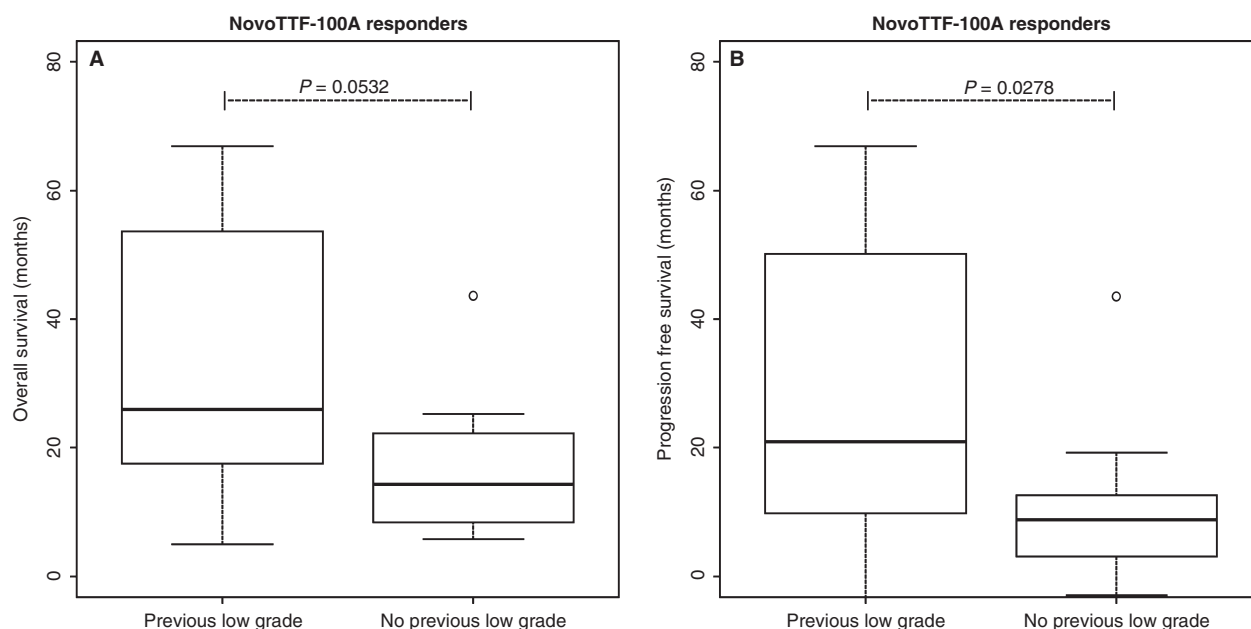 NovoTTF-100A responders
A
P = 0.0532
80
60
40
20
0
Overall survival (months)
Previous low grade
No previous low grade
NovoTTF-100A responders
B
P = 0.0278
80
60
40
20
0
Progression free survival (months)
Previous low grade
No previous low grade